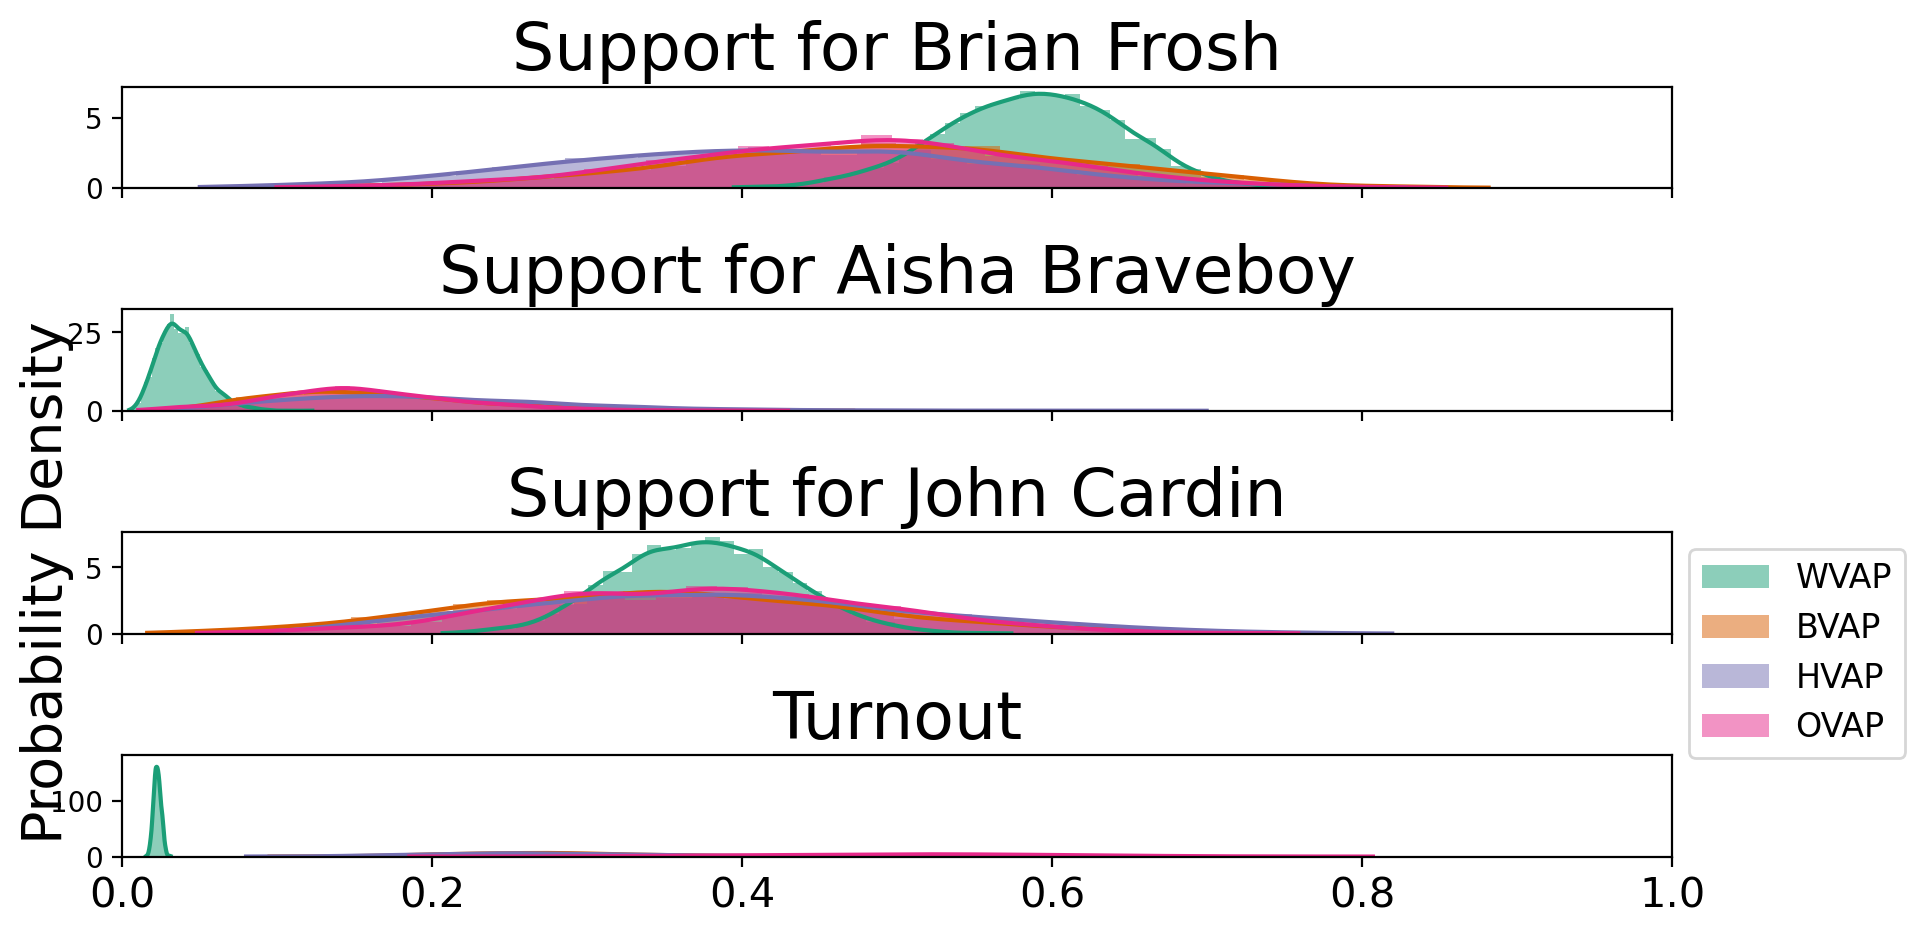 Support for Brian Frosh
5
0
Support for Aisha Braveboy
25
0
Support for John Cardin
5
0
Turnout
100
0
0.0 0.2 0.4 0.6 0.8 1.0
Probability Density
WVAP
BVAP
HVAP
OVAP